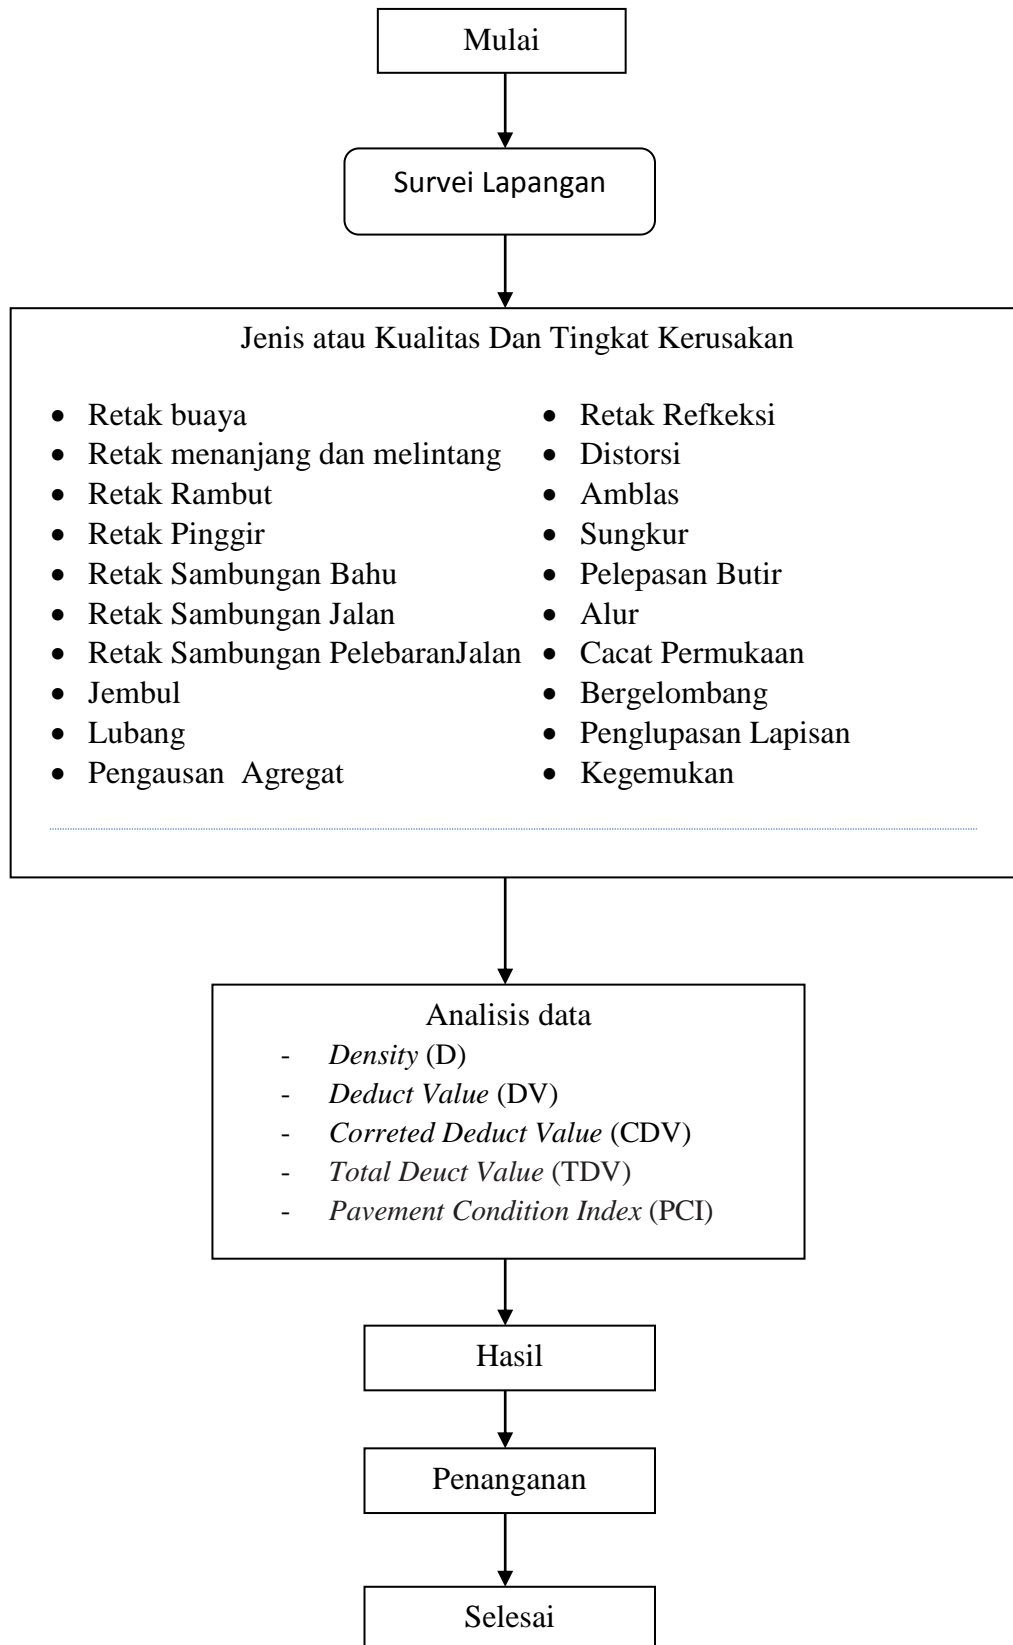 Mulai
Survei Lapangan
Jenis atau Kualitas Dan Tingkat Kerusakan
• Retak buaya
• Retak menanjang dan melintang
• Retak Rambut
• Retak Pinggir
• Retak Sambungan Bahu
• Retak Sambungan Jalan
• Retak Sambungan PelebaranJalan
• Jembul
• Lubang
• Pengausan  Agregat
• Retak Refkeksi
• Distorsi
• Amblas
• Sungkur
• Pelepasan Butir
• Alur
• Cacat Permukaan
• Bergelombang
• Penglupasan Lapisan
• Kegemukan
Analisis data
- Density (D)
- Deduct Value (DV)
- Correted Deduct Value (CDV)
- Total Deuct Value (TDV)
- Pavement Condition Index (PCI)
Hasil
Penanganan
Selesai